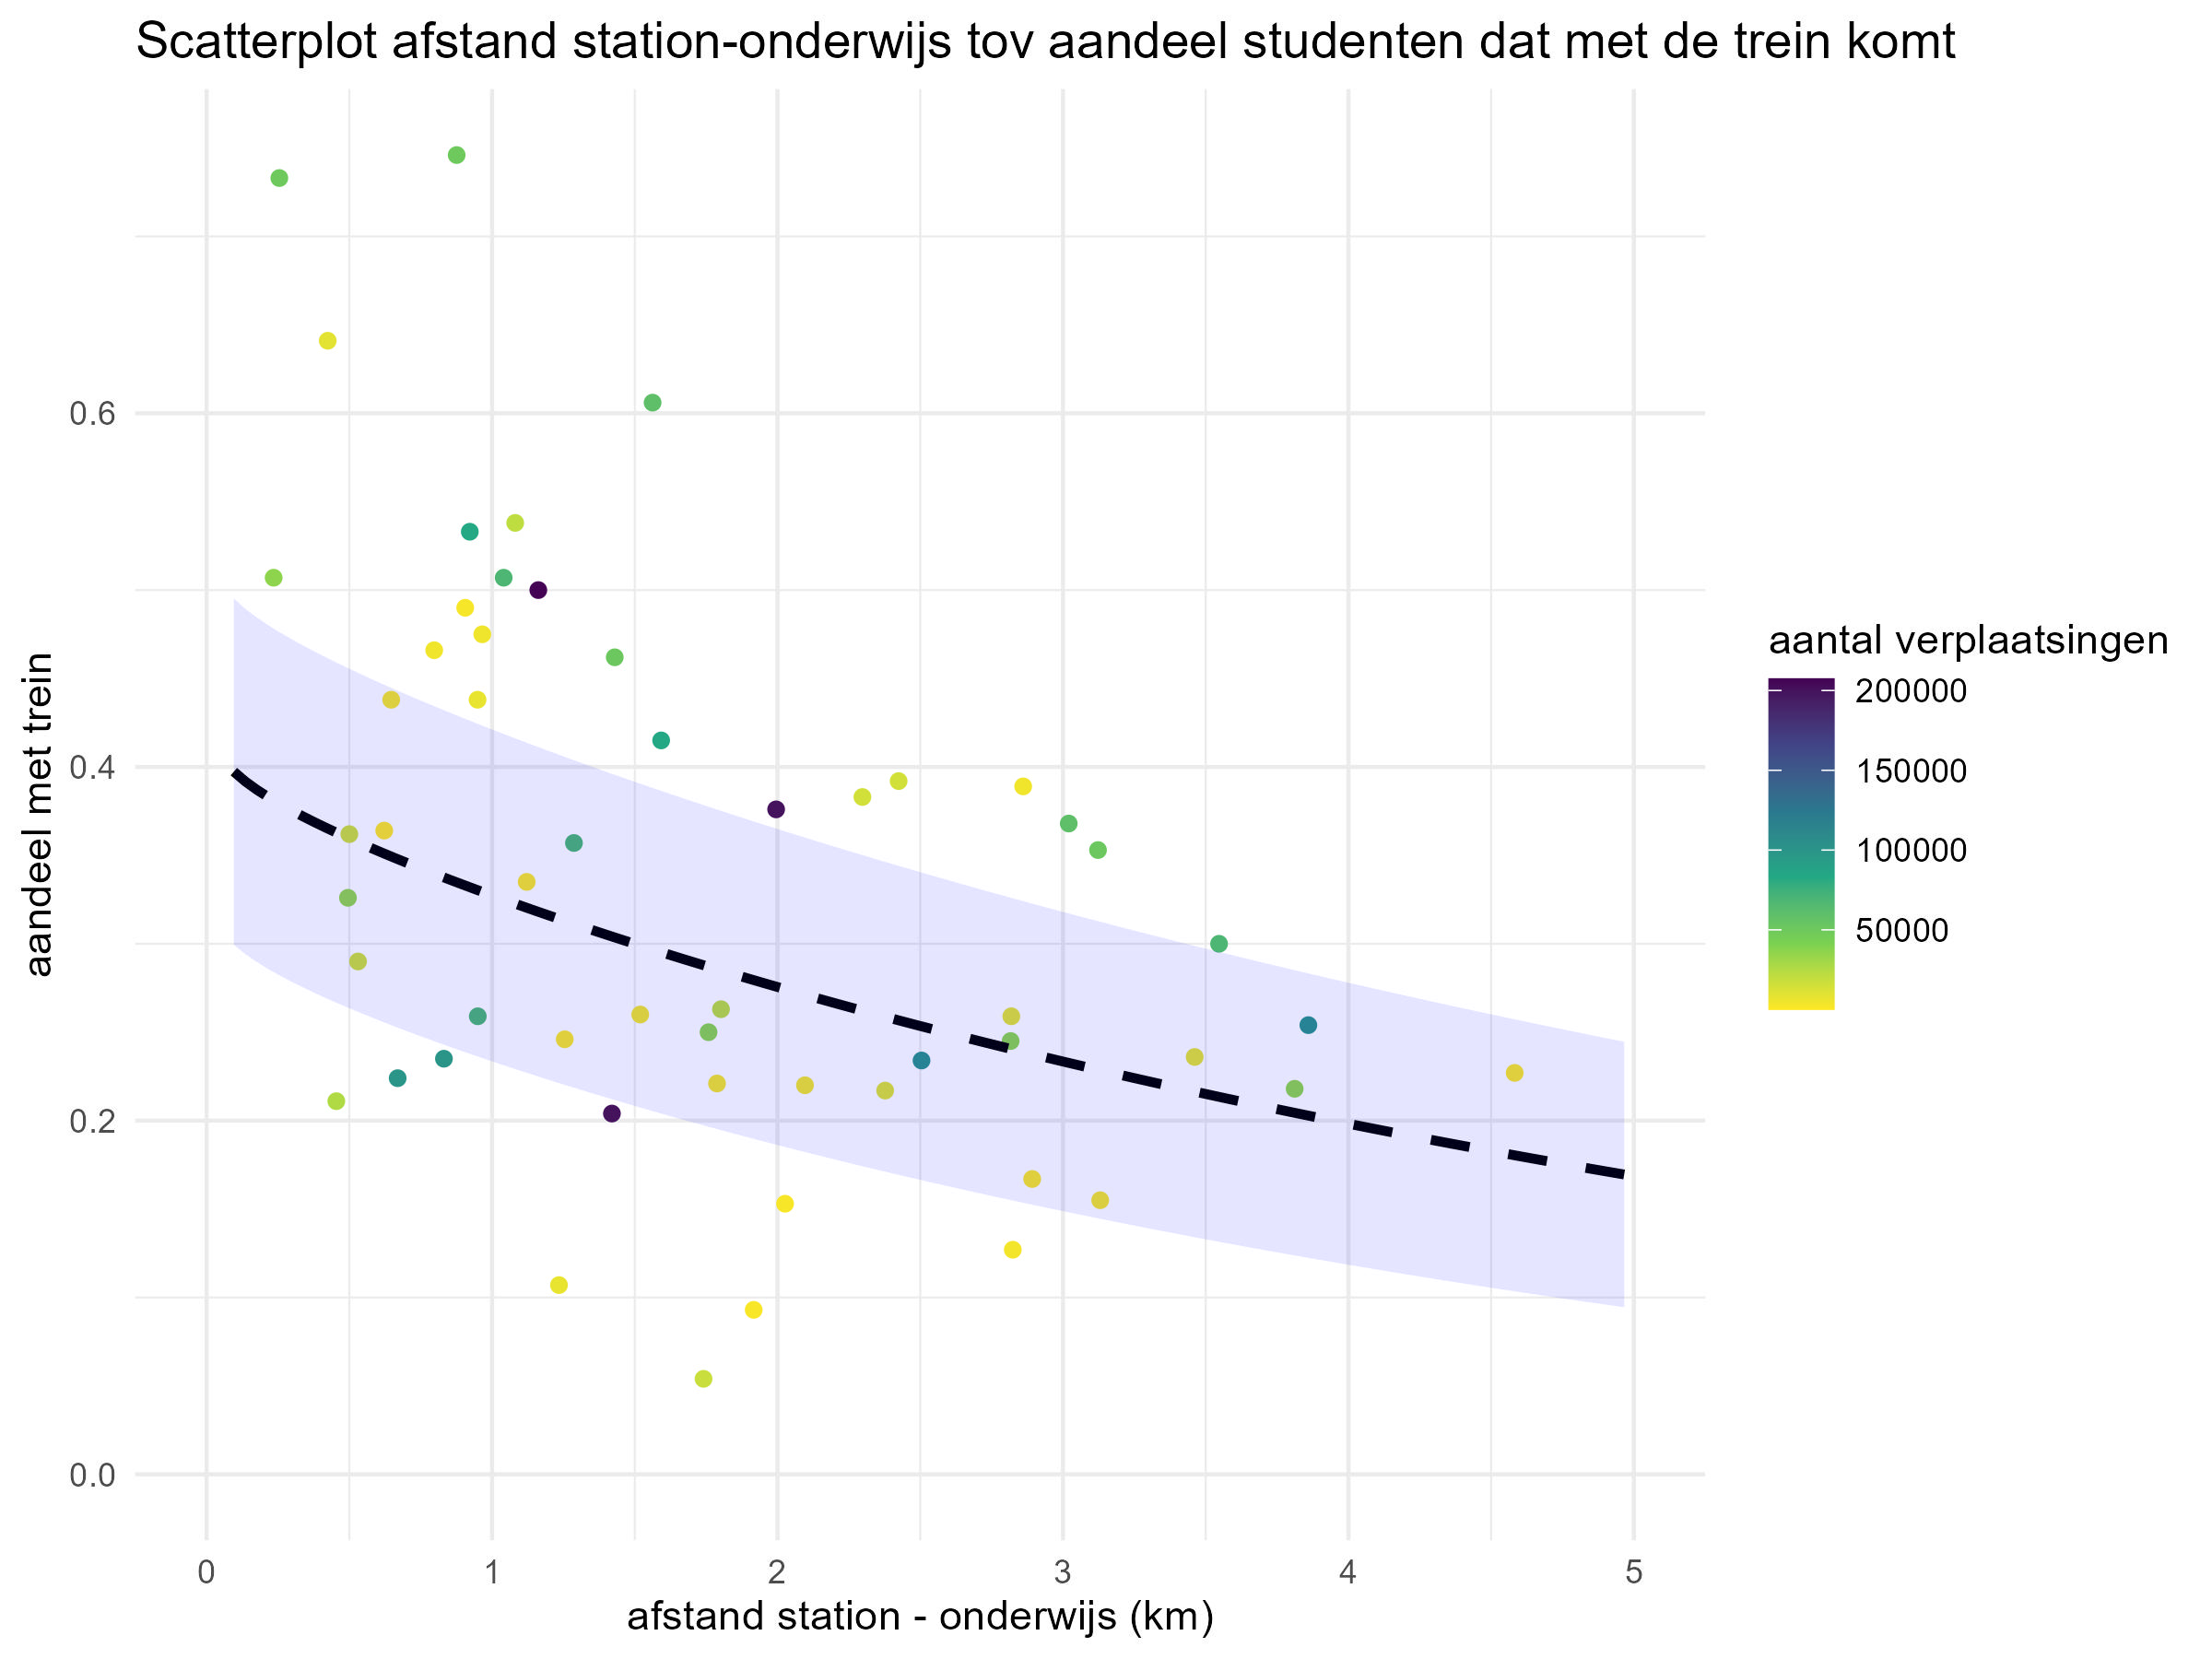 Scatterplot afstand station-onderwijs tov aandeel studenten dat met de trein komt
aandeel met trein
0.6
0.4
0.2
0.0
0 1 2 3 4 5
afstand station - onderwijs (km)
aantal verplaatsingen
200000
150000
100000
50000